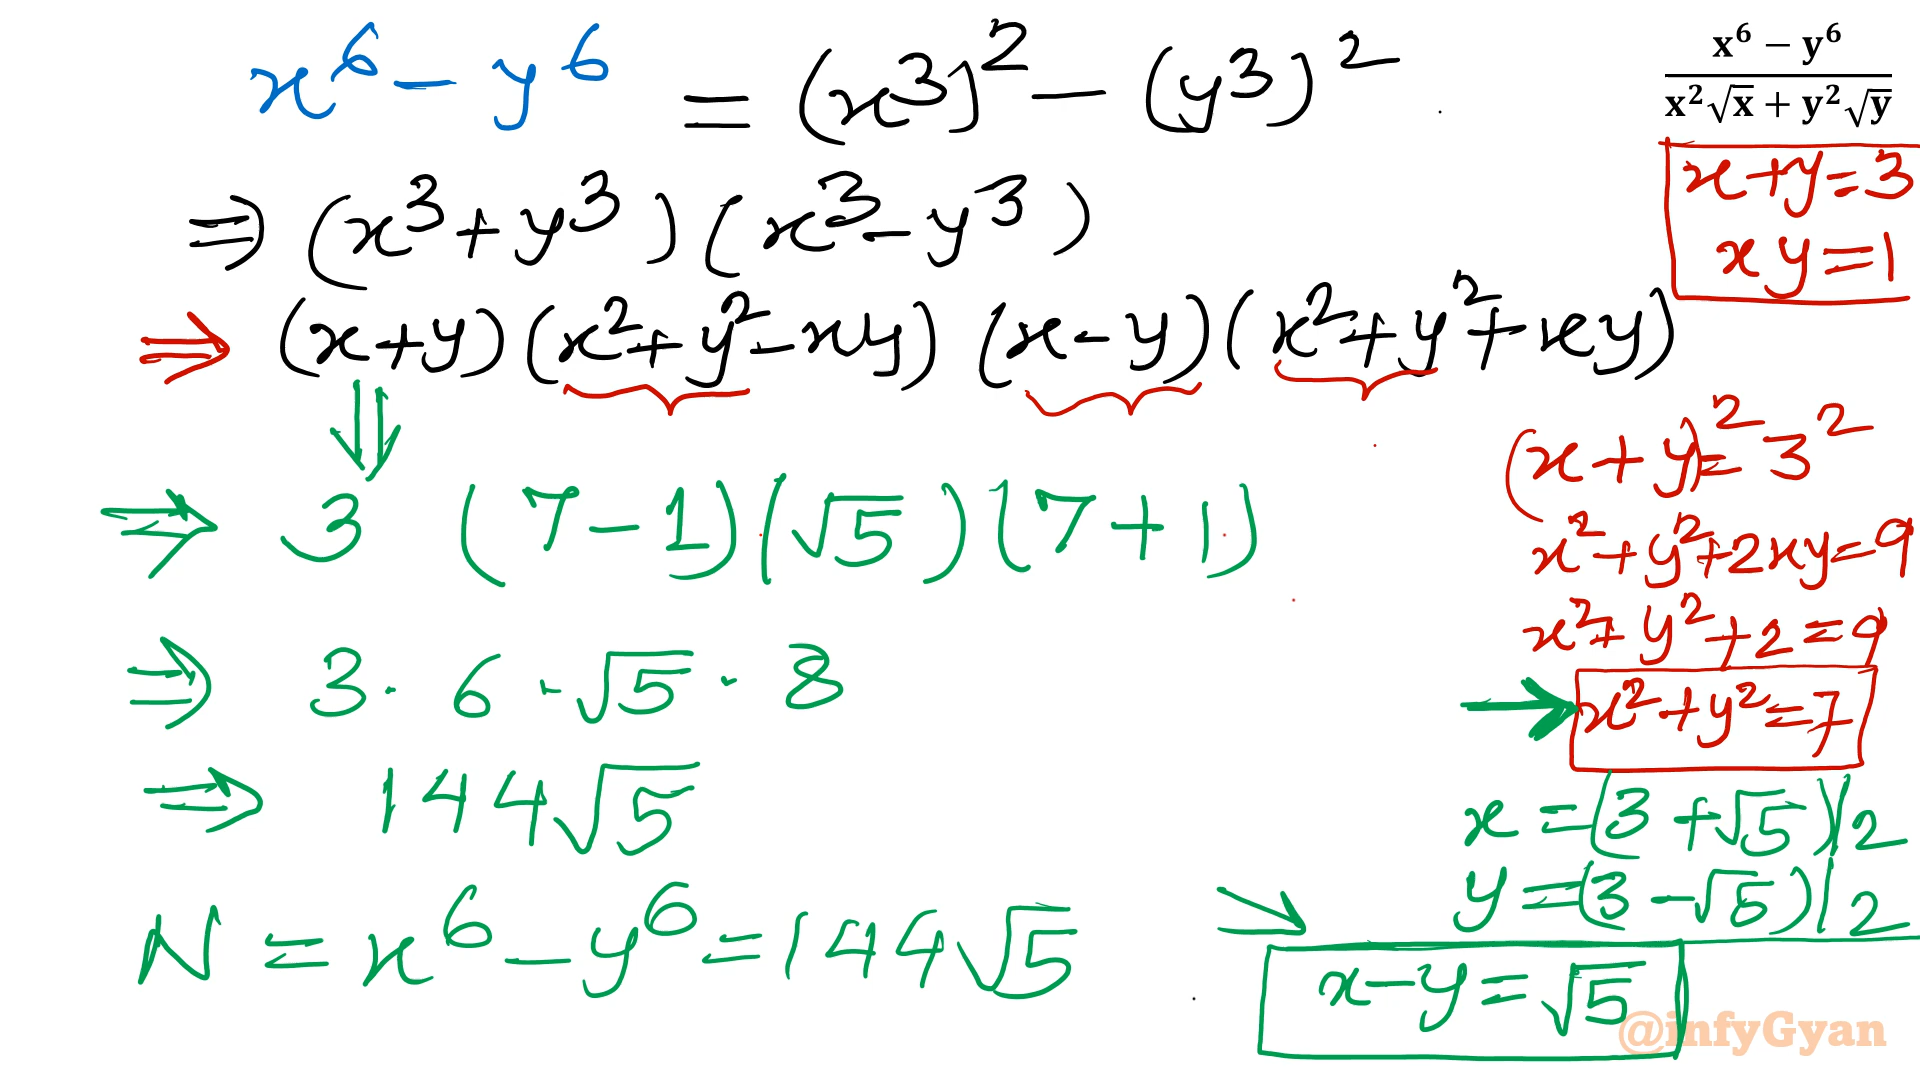 x⁶ − y⁶ = (x³)² − (y³)²
⇒ (x³ + y³) (x³ − y³)
⇒ (x + y) (x² + y² − xy) (x − y) (x² + y² + xy)
⇒ 3 (7 − 1) (√5) (7 + 1)
⇒ 3 · 6 · √5 · 8
⇒ 144√5
N = x⁶ − y⁶ = 144√5
x⁶ − y⁶
x²√x + y²√y
x + y = 3
xy = 1
(x + y)² = 3²
x² + y² + 2xy = 9
x² + y² + 2 = 9
x² + y² = 7
x = (3 + √5)/2
y = (3 − √5)/2
x − y = √5
@infyGyan